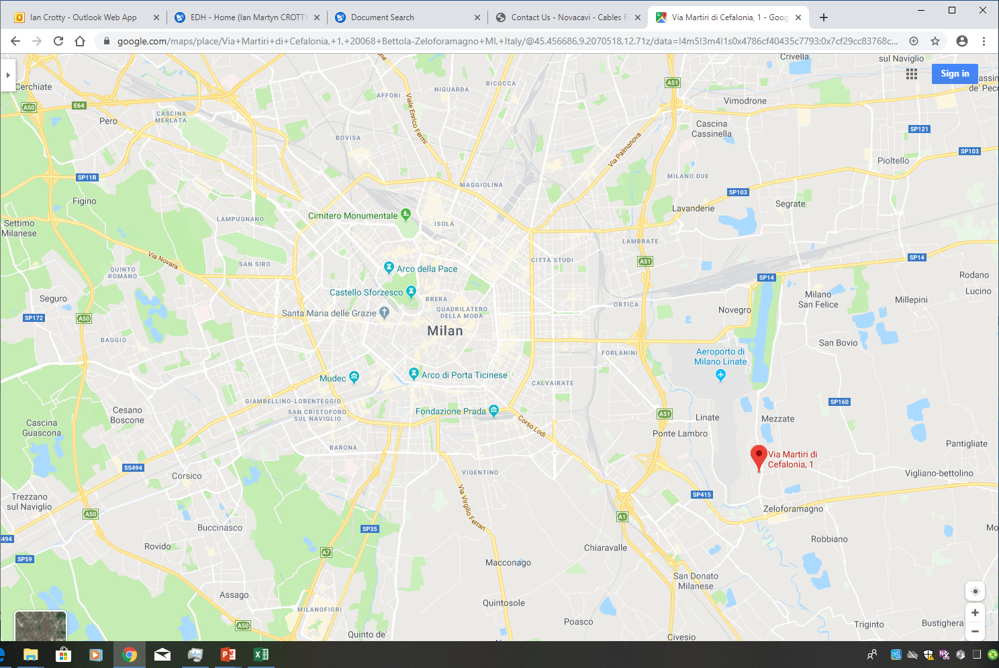 Ian Crotty - Outlook Web App
EDH - Home (Ian Martyn CROTTY
Document Search
Contact Us - Novacavi - Cables F
Via Martiri di Cefalonia, 1 - Goog
google.com/maps/place/Via+Martiri+di+Cefalonia,+1,+20068+Bettola-Zeloforamagno+MI,+Italy/@45.456686,9.2070518,12.71z/data=!4m5!3m4!1s0x4786cf40435c7793:0x7cf29cc83768c...
Sign in
Crivella
sul Naviglio
Cassin
de' Pecc
Cerchiate
A50
E64
Pero
CASCINA
MERLATA
AFFORI
NIGUARDA
BICOCCA
Viale Enrico Fermi
A51
Vimodrone
Cascina
Cassinella
SP121
SP103
Pioltello
BOVISA
Via Palmanova
MILANO DUE
SP11R
MAGGIOLINA
SP103
Figino
Segrate
Lavanderie
Settimo
Milanese
LAMPUGNANO
Cimitero Monumentale
ISOLA
LAMBRATE
Via Novara
SAN SIRO
CITTÀ STUDI
A51
SP14
QUINTO
ROMANO
Arco della Pace
SP14
Rodano
Lucino
Seguro
Castello Sforzesco
BRERA
Milano
San Felice
Millepini
SP172
A50
Santa Maria delle Grazie
QUADRILATERO
DELLA MODA
ORTICA
Novegro
Milan
BAGGIO
San Bovio
FORLANINI
Aeroporto di
Milano Linate
Mudec
Arco di Porta Ticinese
CALVAIRATE
GIAMBELLINO-LORENTEGGIO
SAN CRISTOFORO
SUL NAVIGLIO
Fondazione Prada
SP160
Cesano
Boscone
A51
Linate
Mezzate
Cascina
Guascona
Corso Lodi
Ponte Lambro
BARONA
Pantigliate
Via Martiri di
Cefalonia, 1
SS494
Corsico
VIGENTINO
Vigliano-bettolino
Trezzano
sul Naviglio
Via Virgilio Ferrari
SP415
A50
A1
Zeloforamagno
Buccinasco
SP35
Mo
494
Robbiano
Rovido
A7
Chiaravalle
SP59
Macconago
San Donato
Milanese
Assago
Quintosole
MILANOFIORI
Poasco
A50
Bustighera
Triginto
Quinto de'
Civesio